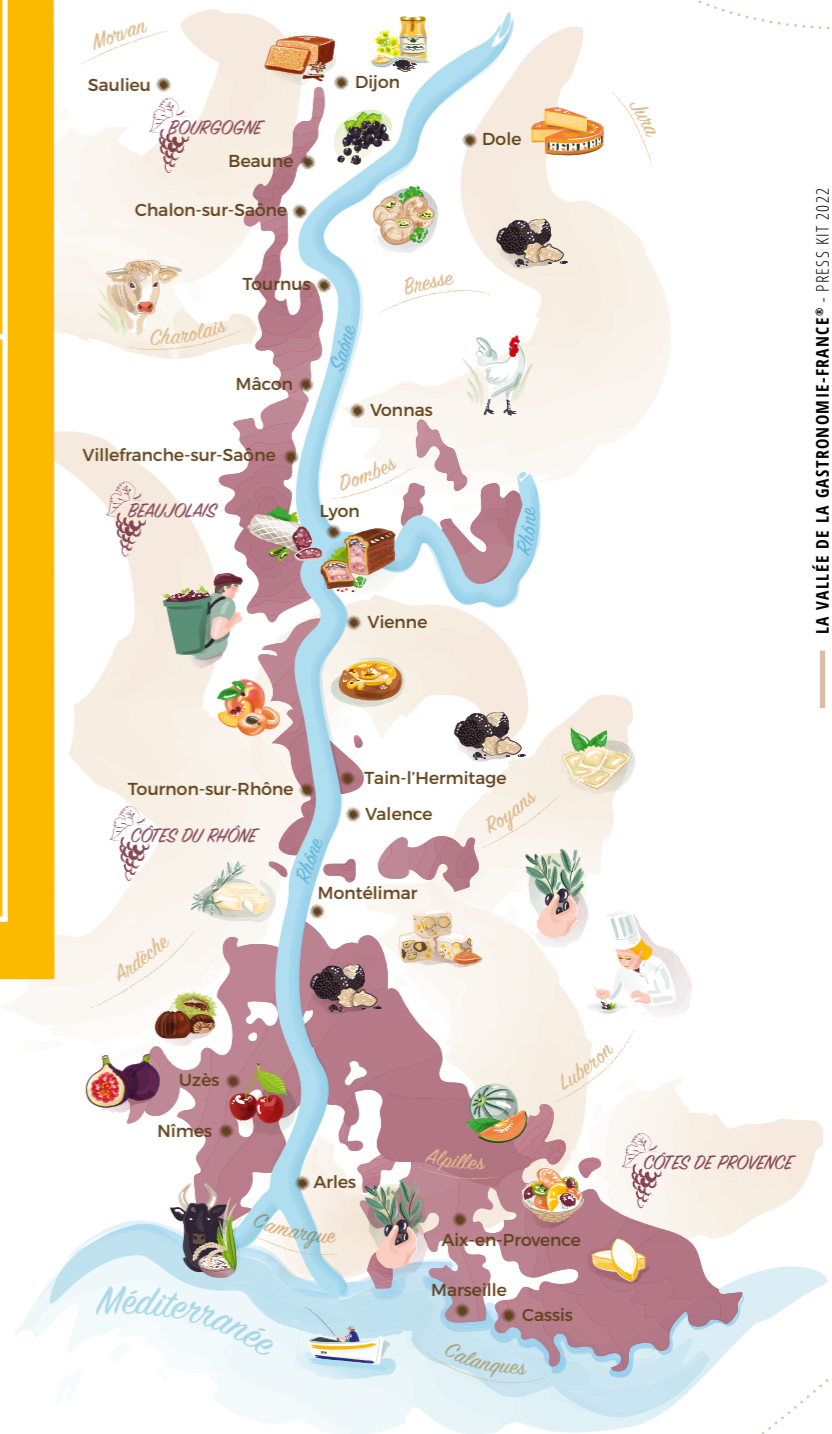 Morvan
Saulieu
Dijon
Jura
BOURGOGNE
Dole
Beaune
Chalon-sur-Saône
Tournus
Bresse
Charolais
Saône
Mâcon
Vonnas
Villefranche-sur-Saône
Dombes
BEAUJOLAIS
Lyon
Rhône
Vienne
Tain-l'Hermitage
Tournon-sur-Rhône
Valence
Royans
CÔTES DU RHÔNE
Rhône
Montélimar
Ardèche
Luberon
Uzès
Nîmes
Alpilles
CÔTES DE PROVENCE
Arles
Camargue
Aix-en-Provence
Marseille
Méditerranée
Cassis
Calanques
LA VALLÉE DE LA GASTRONOMIE-FRANCE® - PRESS KIT 2022